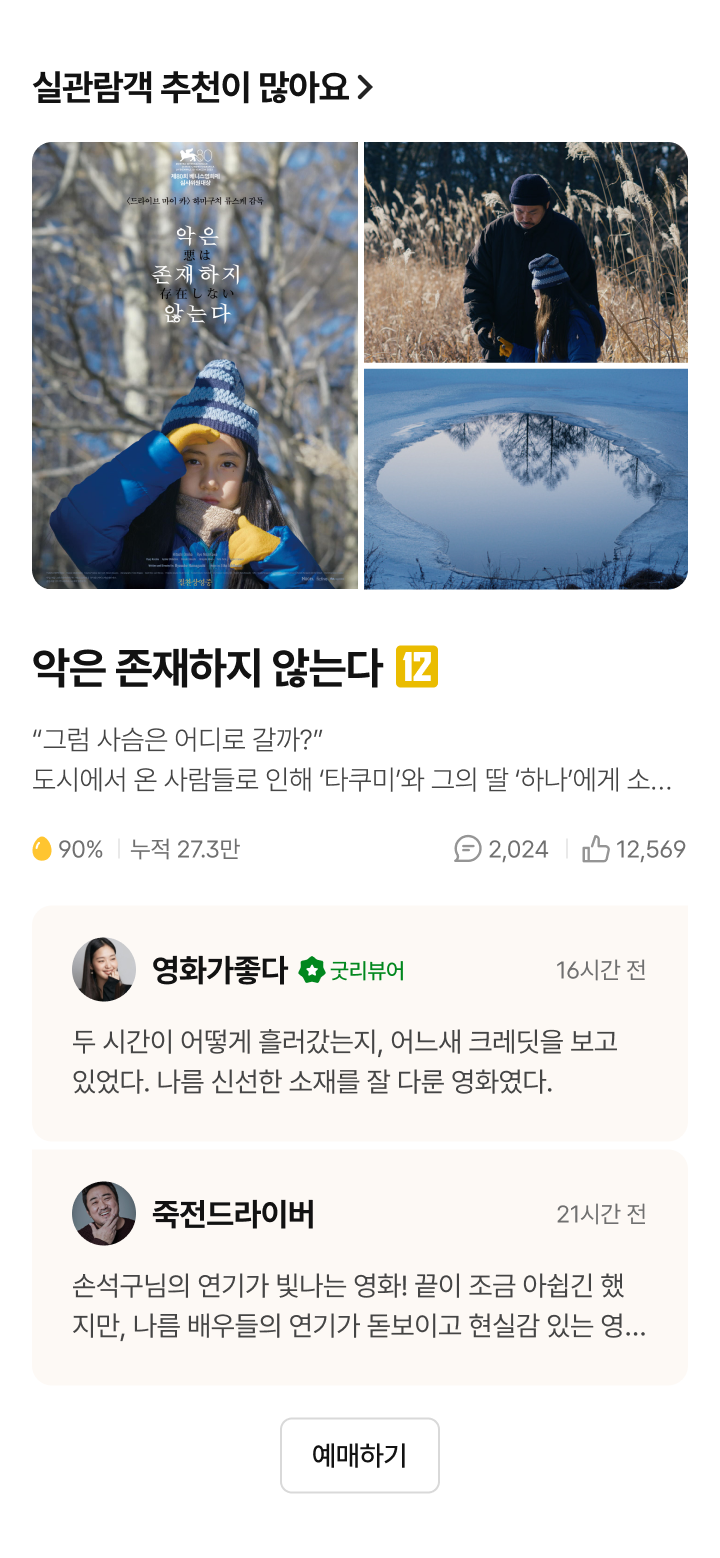 실관람객 추천이 많아요
30
제80회 베니스영화제
심사위원대상
<드라이브 마이 카> 하마구치 류스케 감독
악은
悪は
존재하지
存在しない
않는다
절찬상영중
악은 존재하지 않는다 12
“그럼 사슴은 어디로 갈까?”
도시에서 온 사람들로 인해 ‘타쿠미’와 그의 딸 ‘하나’에게 소...
90% 누적 27.3만 2,024 12,569
영화가좋다 굿리뷰어 16시간 전
두 시간이 어떻게 흘러갔는지, 어느새 크레딧을 보고
있었다. 나름 신선한 소재를 잘 다룬 영화였다.
죽전드라이버 21시간 전
손석구님의 연기가 빛나는 영화! 끝이 조금 아쉽긴 했
지만, 나름 배우들의 연기가 돋보이고 현실감 있는 영...
예매하기